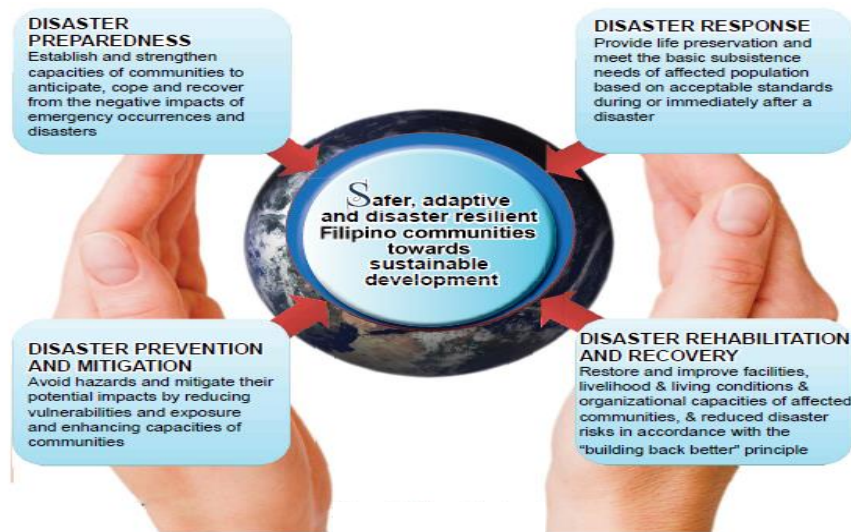 DISASTER
PREPAREDNESS
Establish and strengthen
capacities of communities to
anticipate, cope and recover
from the negative impacts of
emergency occurrences and
disasters
DISASTER RESPONSE
Provide life preservation and
meet the basic subsistence
needs of affected population
based on acceptable standards
during or immediately after a
disaster
Safer, adaptive
and disaster resilient
Filipino communities
towards
sustainable
development
DISASTER PREVENTION
AND MITIGATION
Avoid hazards and mitigate their
potential impacts by reducing
vulnerabilities and exposure
and enhancing capacities of
communities
DISASTER REHABILITATION
AND RECOVERY
Restore and improve facilities,
livelihood & living conditions &
organizational capacities of affected
communities, & reduced disaster
risks in accordance with the
“building back better” principle